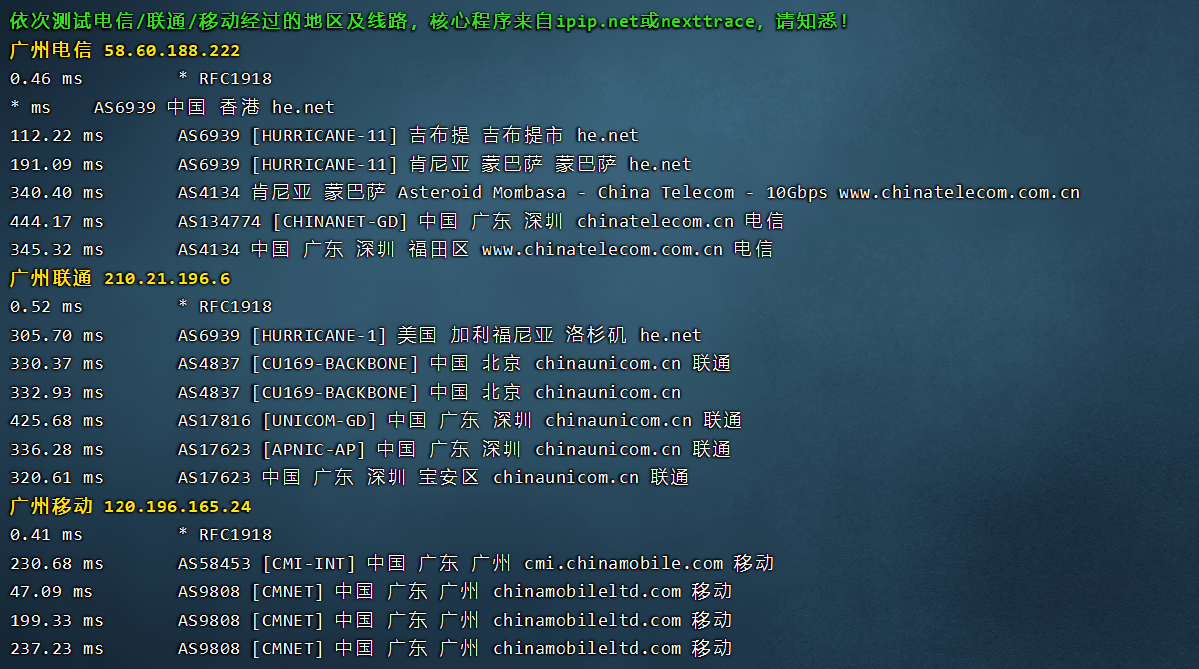 依次测试电信/联通/移动经过的地区及线路，核心程序来自ipip.net或nexttrace，请知悉!
广州电信 58.60.188.222
0.46 ms * RFC1918
* ms AS6939 中国 香港 he.net
112.22 ms AS6939 [HURRICANE-11] 吉布提 吉布提市 he.net
191.09 ms AS6939 [HURRICANE-11] 肯尼亚 蒙巴萨 蒙巴萨 he.net
340.40 ms AS4134 肯尼亚 蒙巴萨 Asteroid Mombasa - China Telecom - 10Gbps www.chinatelecom.com.cn
444.17 ms AS134774 [CHINANET-GD] 中国 广东 深圳 chinatelecom.cn 电信
345.32 ms AS4134 中国 广东 深圳 福田区 www.chinatelecom.com.cn 电信
广州联通 210.21.196.6
0.52 ms * RFC1918
305.70 ms AS6939 [HURRICANE-1] 美国 加利福尼亚 洛杉矶 he.net
330.37 ms AS4837 [CU169-BACKBONE] 中国 北京 chinaunicom.cn 联通
332.93 ms AS4837 [CU169-BACKBONE] 中国 北京 chinaunicom.cn
425.68 ms AS17816 [UNICOM-GD] 中国 广东 深圳 chinaunicom.cn 联通
336.28 ms AS17623 [APNIC-AP] 中国 广东 深圳 chinaunicom.cn 联通
320.61 ms AS17623 中国 广东 深圳 宝安区 chinaunicom.cn 联通
广州移动 120.196.165.24
0.41 ms * RFC1918
230.68 ms AS58453 [CMI-INT] 中国 广东 广州 cmi.chinamobile.com 移动
47.09 ms AS9808 [CMNET] 中国 广东 广州 chinamobileltd.com 移动
199.33 ms AS9808 [CMNET] 中国 广东 广州 chinamobileltd.com 移动
237.23 ms AS9808 [CMNET] 中国 广东 广州 chinamobileltd.com 移动